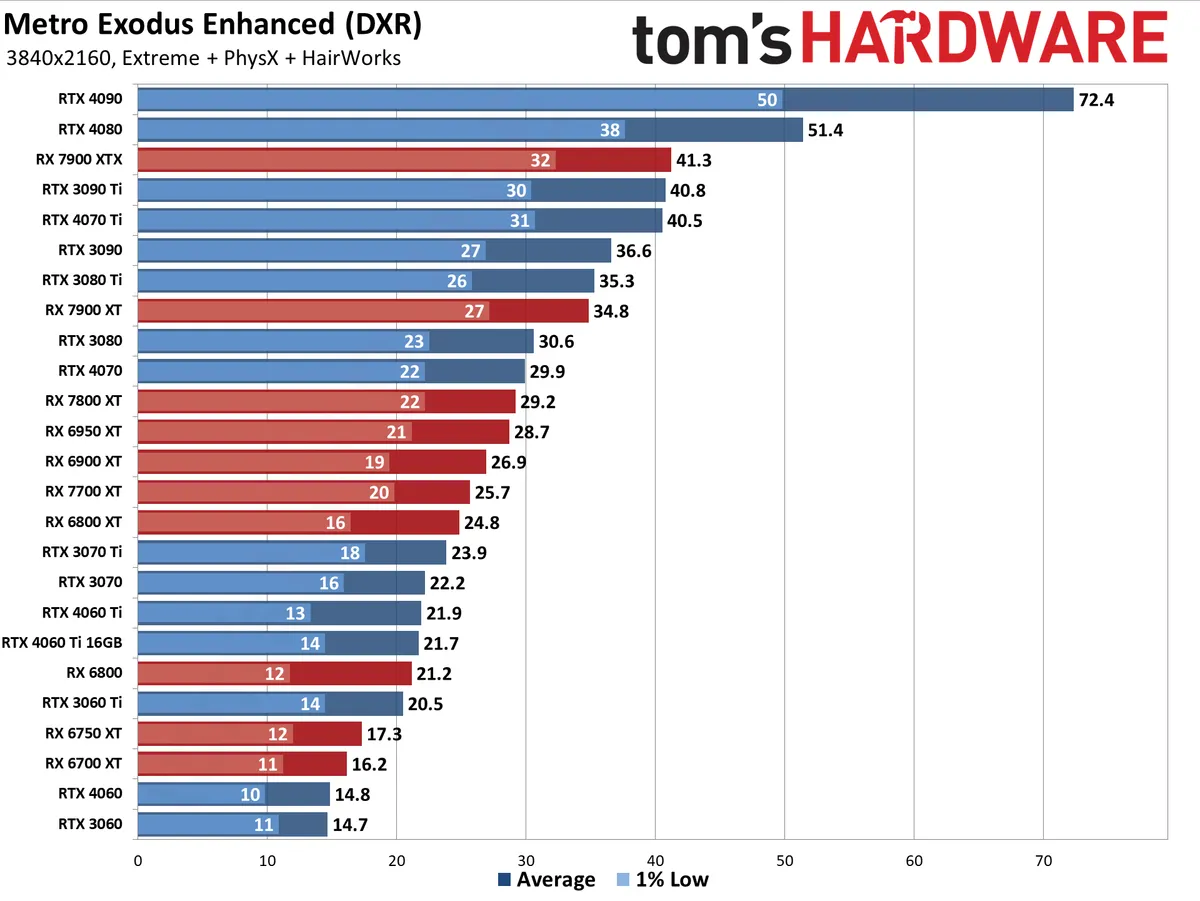 Metro Exodus Enhanced (DXR)
3840x2160, Extreme + PhysX + HairWorks
tom's HARDWARE
RTX 4090 50 72.4
RTX 4080 38 51.4
RX 7900 XTX 32 41.3
RTX 3090 Ti 30 40.8
RTX 4070 Ti 31 40.5
RTX 3090 27 36.6
RTX 3080 Ti 26 35.3
RX 7900 XT 27 34.8
RTX 3080 23 30.6
RTX 4070 22 29.9
RX 7800 XT 22 29.2
RX 6950 XT 21 28.7
RX 6900 XT 19 26.9
RX 7700 XT 20 25.7
RX 6800 XT 16 24.8
RTX 3070 Ti 18 23.9
RTX 3070 16 22.2
RTX 4060 Ti 13 21.9
RTX 4060 Ti 16GB 14 21.7
RX 6800 12 21.2
RTX 3060 Ti 14 20.5
RX 6750 XT 12 17.3
RX 6700 XT 11 16.2
RTX 4060 10 14.8
RTX 3060 11 14.7
0 10 20 30 40 50 60 70
Average 1% Low